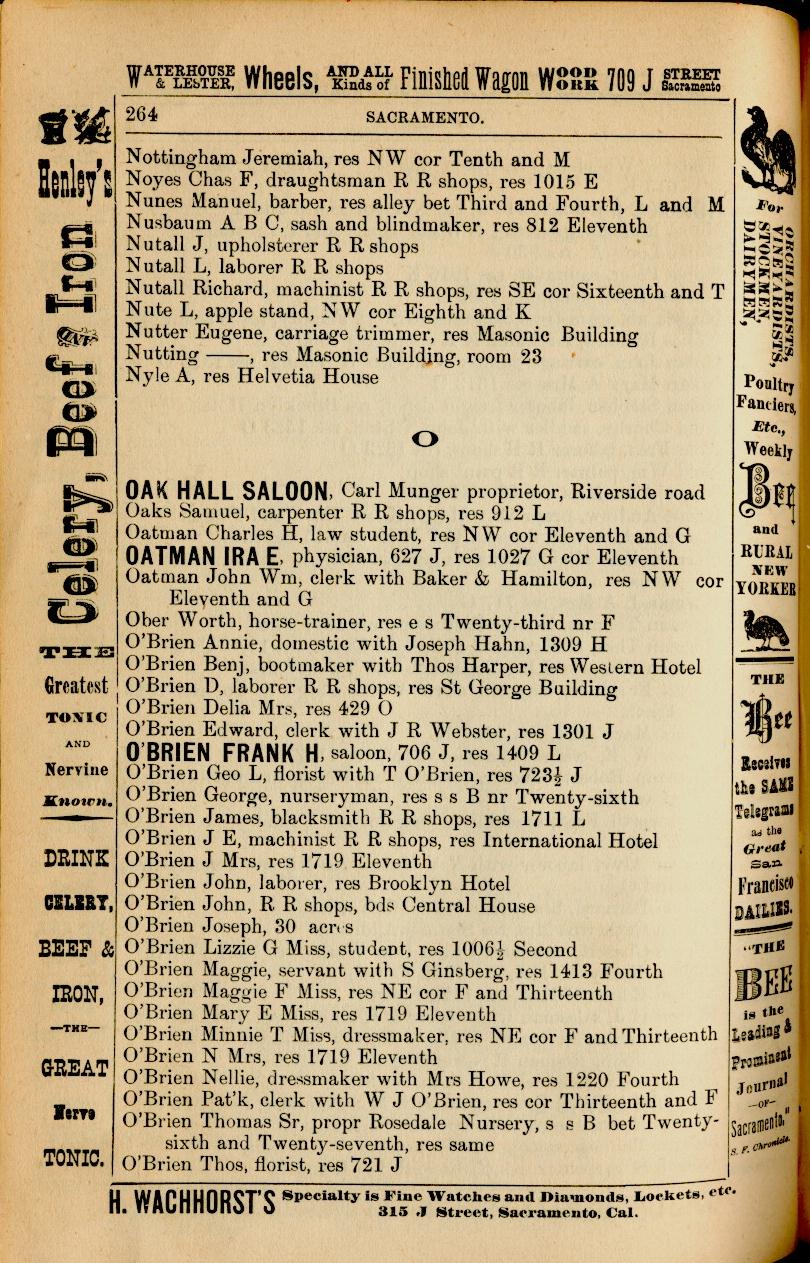 WATERHOUSE & LESTER, Wheels, AND ALL Kinds of Finished Wagon WOOD WORK 709 J STREET Sacramento
264 SACRAMENTO.
Nottingham Jeremiah, res NW cor Tenth and M
Noyes Chas F, draughtsman R R shops, res 1015 E
Nunes Manuel, barber, res alley bet Third and Fourth, L and M
Nusbaum A B C, sash and blindmaker, res 812 Eleventh
Nutall J, upholsterer R R shops
Nutall L, laborer R R shops
Nutall Richard, machinist R R shops, res SE cor Sixteenth and T
Nute L, apple stand, NW cor Eighth and K
Nutter Eugene, carriage trimmer, res Masonic Building
Nutting ——, res Masonic Building, room 23
Nyle A, res Helvetia House
O
OAK HALL SALOON, Carl Munger proprietor, Riverside road
Oaks Samuel, carpenter R R shops, res 912 L
Oatman Charles H, law student, res NW cor Eleventh and G
OATMAN IRA E, physician, 627 J, res 1027 G cor Eleventh
Oatman John Wm, clerk with Baker & Hamilton, res NW cor
Eleventh and G
Ober Worth, horse-trainer, res e s Twenty-third nr F
O'Brien Annie, domestic with Joseph Hahn, 1309 H
O'Brien Benj, bootmaker with Thos Harper, res Western Hotel
O'Brien D, laborer R R shops, res St George Building
O'Brien Delia Mrs, res 429 O
O'Brien Edward, clerk with J R Webster, res 1301 J
O'BRIEN FRANK H, saloon, 706 J, res 1409 L
O'Brien Geo L, florist with T O'Brien, res 723½ J
O'Brien George, nurseryman, res s s B nr Twenty-sixth
O'Brien James, blacksmith R R shops, res 1711 L
O'Brien J E, machinist R R shops, res International Hotel
O'Brien J Mrs, res 1719 Eleventh
O'Brien John, laborer, res Brooklyn Hotel
O'Brien John, R R shops, bds Central House
O'Brien Joseph, 30 acres
O'Brien Lizzie G Miss, student, res 1006½ Second
O'Brien Maggie, servant with S Ginsberg, res 1413 Fourth
O'Brien Maggie F Miss, res NE cor F and Thirteenth
O'Brien Mary E Miss, res 1719 Eleventh
O'Brien Minnie T Miss, dressmaker, res NE cor F and Thirteenth
O'Brien N Mrs, res 1719 Eleventh
O'Brien Nellie, dressmaker with Mrs Howe, res 1220 Fourth
O'Brien Pat'k, clerk with W J O'Brien, res cor Thirteenth and F
O'Brien Thomas Sr, propr Rosedale Nursery, s s B bet Twenty-
sixth and Twenty-seventh, res same
O'Brien Thos, florist, res 721 J
Henley's
Celery, Beef and Iron
THE
Greatest
TONIC
AND
Nervine
Known.
DRINK
CELERY,
BEEF &
IRON,
—THE—
GREAT
Nerve
TONIC.
For
ORCHARDISTS,
VINEYARDISTS,
STOCKMEN,
DAIRYMEN,
Poultry
Fanciers,
Etc.,
Weekly
Bee
and
RURAL
NEW
YORKER
THE
Bee
Receives
the SAME
Telegrams
as the
Great
San
Francisco
DAILIES.
"THE
BEE
is the
Leading &
Prominent
Journal
—OF—
Sacramento."
S. F. Chronicle.
H. WACHHORST'S Specialty is Fine Watches and Diamonds, Lockets, etc.
315 J Street, Sacramento, Cal.